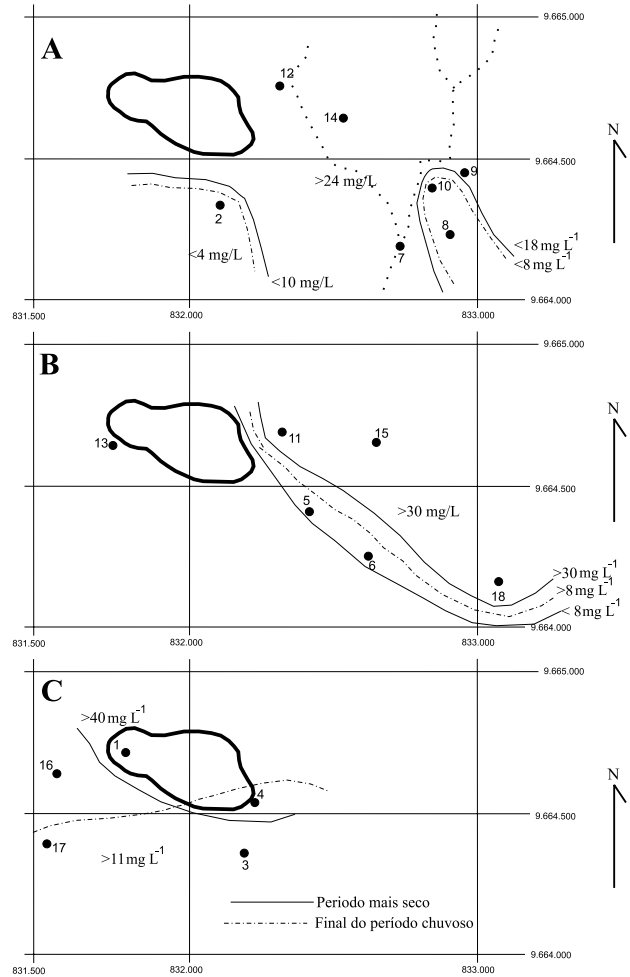 9.665.000
A
12
14
N
9.664.500
>24 mg/L
10
9
2
8
7
<4 mg/L
<10 mg/L
<18 mg L-1
<8 mg L-1
9.664.000
831.500
832.000
833.000
9.665.000
B
13
11
15
N
9.664.500
5
>30 mg/L
6
18
>30 mg L-1
>8 mg L-1
< 8 mg L-1
9.664.000
831.500
832.000
833.000
9.665.000
C
>40 mg L-1
1
16
4
N
9.664.500
17
>11 mg L-1
3
Periodo mais seco
Final do período chuvoso
9.664.000
831.500
832.000
833.000